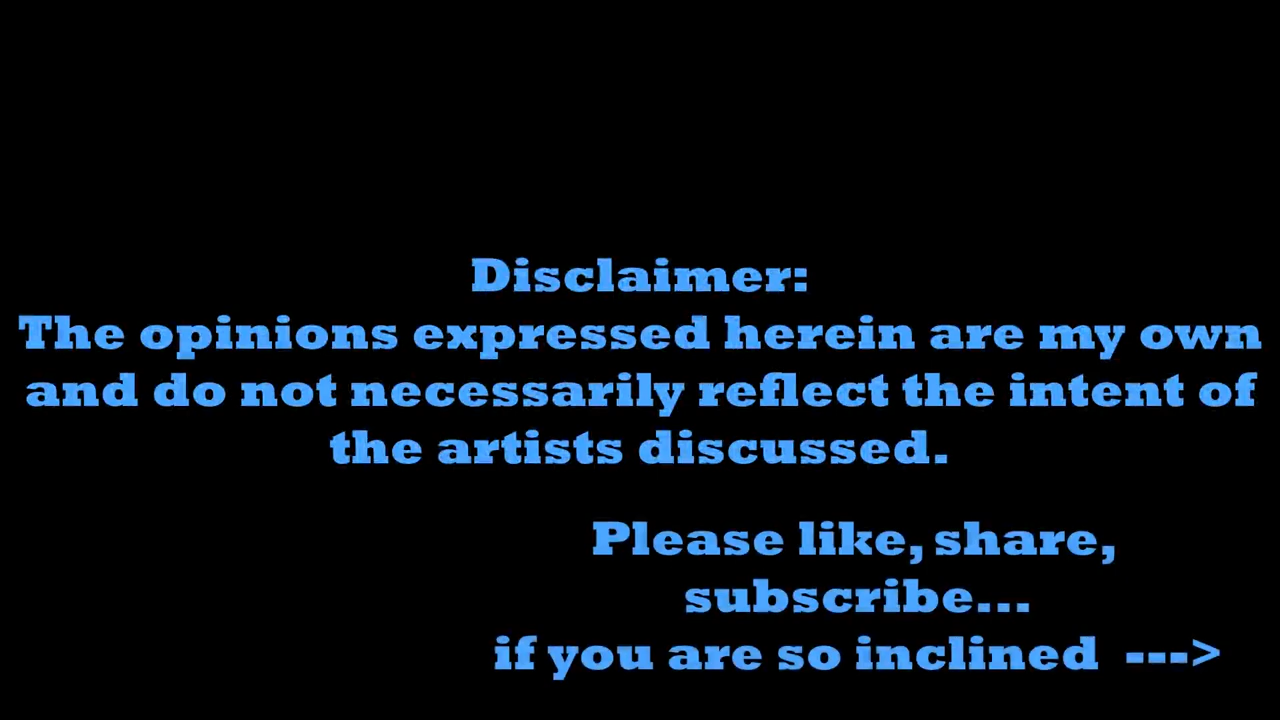 Disclaimer:
The opinions expressed herein are my own
and do not necessarily reflect the intent of
the artists discussed.
Please like, share,
subscribe...
if you are so inclined --->